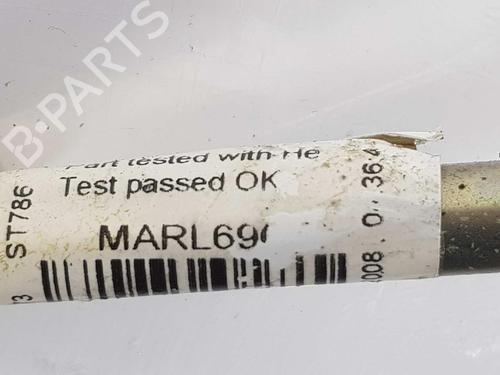 B-PARTS
Part tested with He
Test passed OK
MARL69
ST786